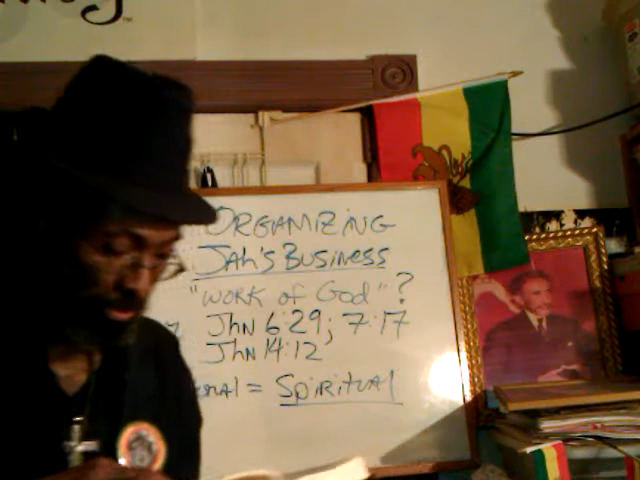 ORGANIZING
JAH'S BUSINESS
"WORK OF GOD"?
JHN 6:29; 7:17
JHN 14:12
= SPIRITUAL